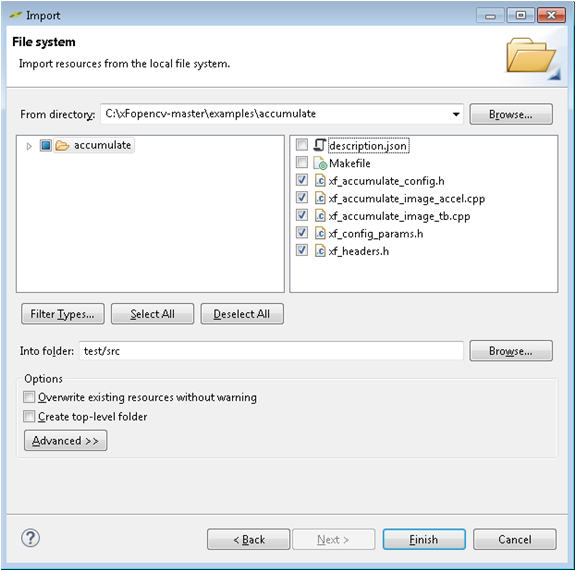 Import
File system
Import resources from the local file system.
From directory: C:\xFopencv-master\examples\accumulate Browse...
accumulate
description.json
Makefile
xf_accumulate_config.h
xf_accumulate_image_accel.cpp
xf_accumulate_image_tb.cpp
xf_config_params.h
xf_headers.h
Filter Types... Select All Deselect All
Into folder: test/src Browse...
Options
Overwrite existing resources without warning
Create top-level folder
Advanced >>
? < Back Next > Finish Cancel